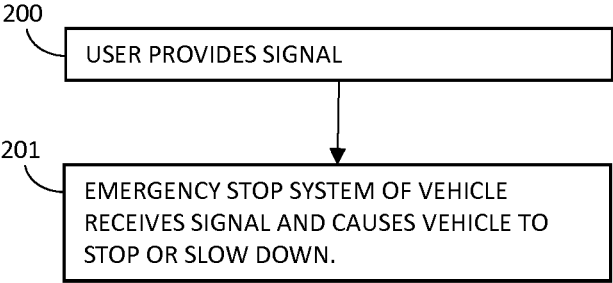 200
USER PROVIDES SIGNAL
201
EMERGENCY STOP SYSTEM OF VEHICLE
RECEIVES SIGNAL AND CAUSES VEHICLE TO
STOP OR SLOW DOWN.